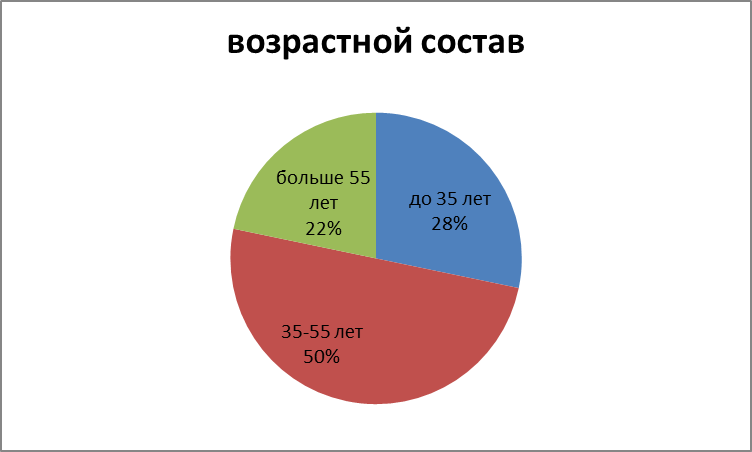 возрастной состав
больше 55
лет
22%
до 35 лет
28%
35-55 лет
50%